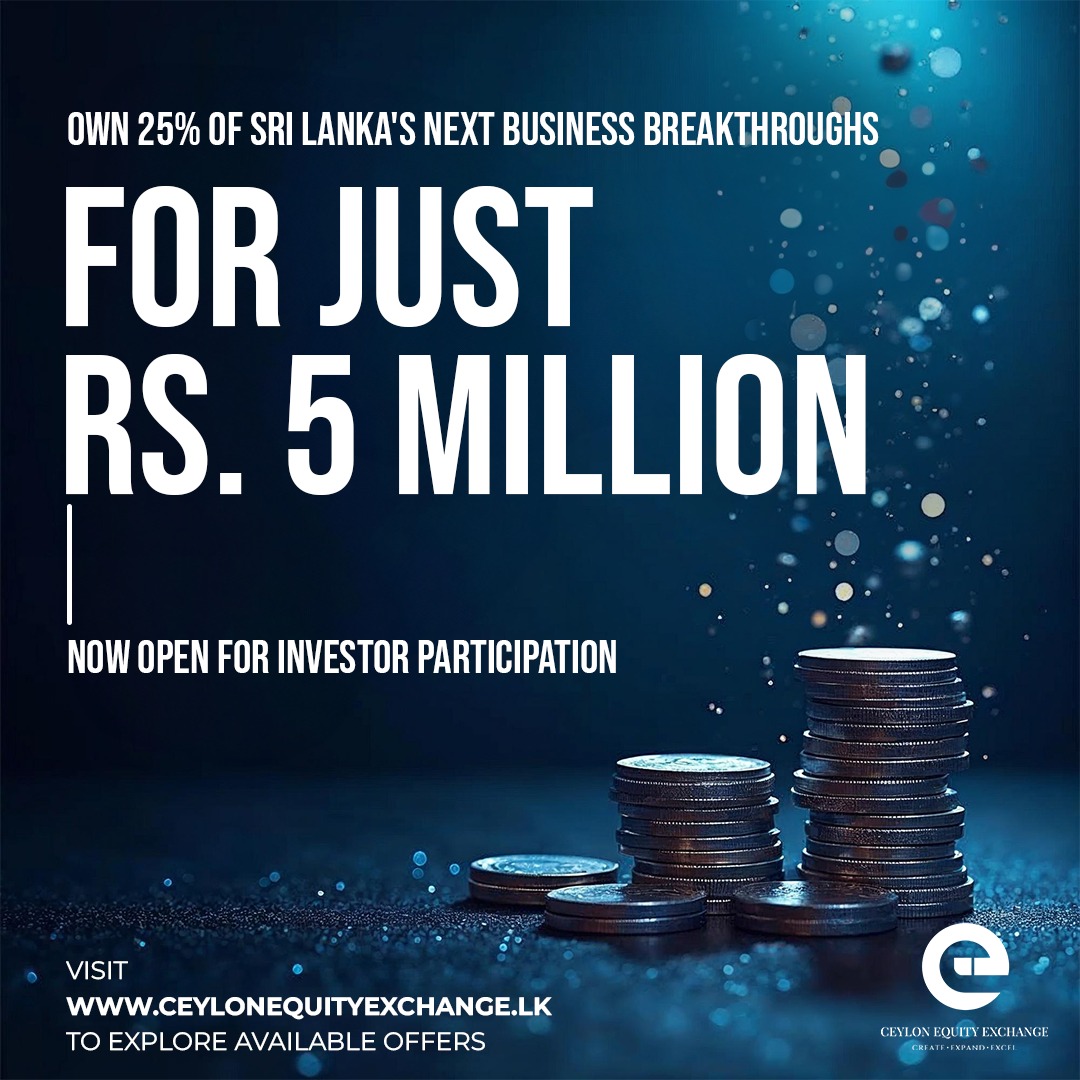 OWN 25% OF SRI LANKA'S NEXT BUSINESS BREAKTHROUGHS
FOR JUST
RS. 5 MILLION
NOW OPEN FOR INVESTOR PARTICIPATION
VISIT
WWW.CEYLONEQUITYEXCHANGE.LK
TO EXPLORE AVAILABLE OFFERS
e
CEYLON EQUITY EXCHANGE
CREATE • EXPAND • EXCEL